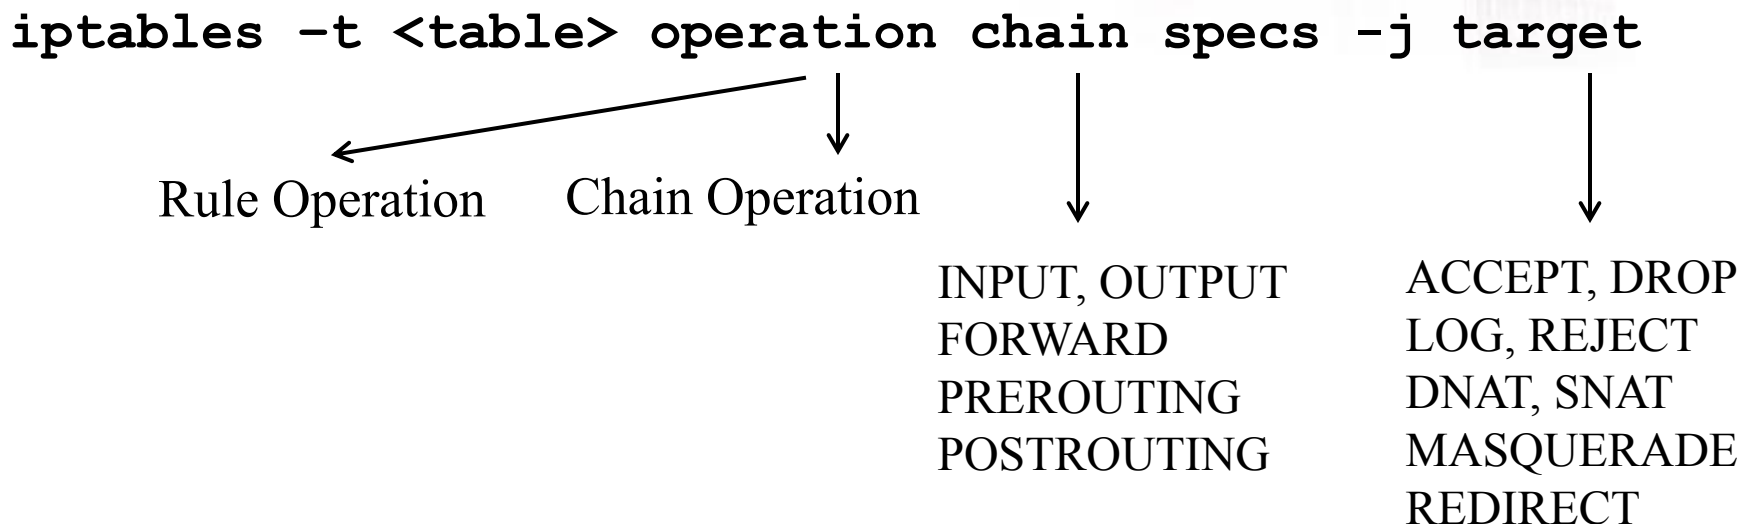 iptables –t <table> operation chain specs -j target
Rule Operation
Chain Operation
INPUT, OUTPUT
FORWARD
PREROUTING
POSTROUTING
ACCEPT, DROP
LOG, REJECT
DNAT, SNAT
MASQUERADE
REDIRECT